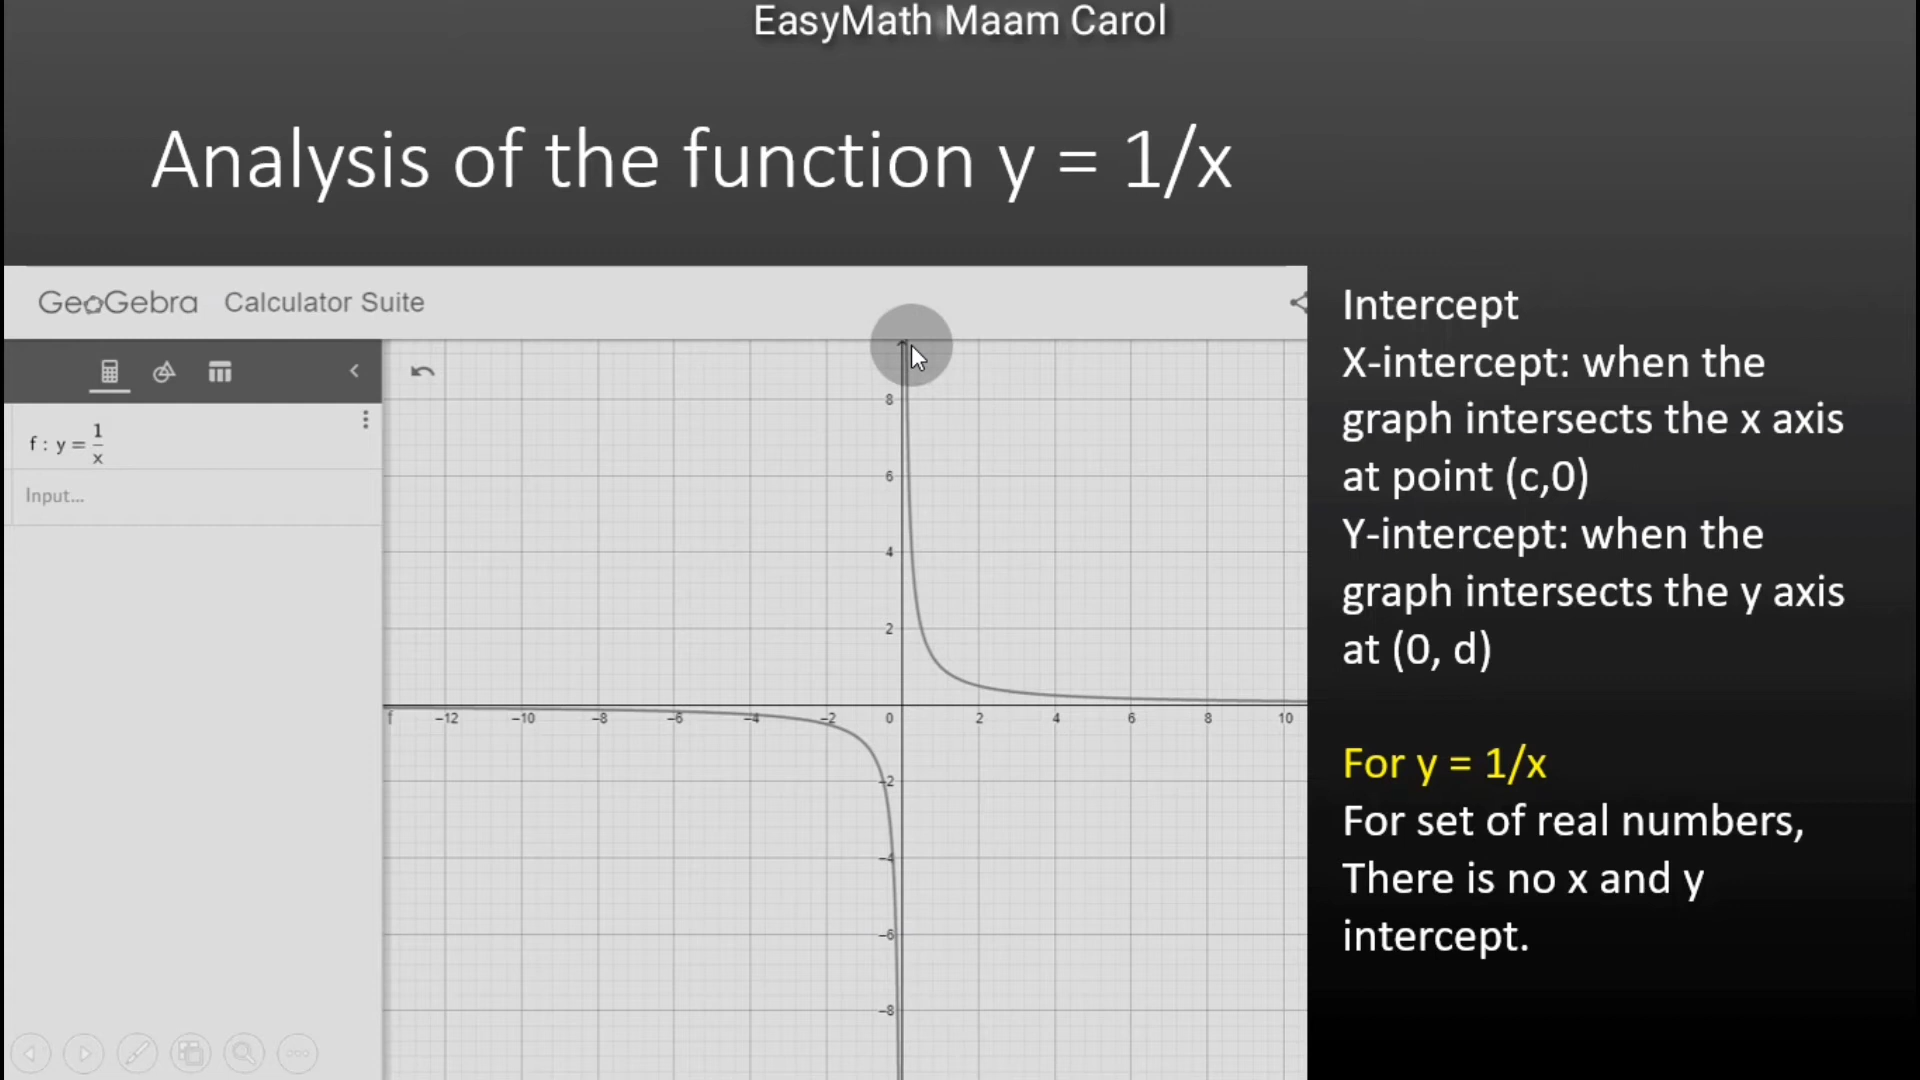 EasyMath Maam Carol
Analysis of the function y = 1/x
GeoGebra Calculator Suite
f : y = 1/x
Input...
8
6
4
2
f -12 -10 -8 -6 -4 -2 0 2 4 6 8 10
-2
-4
-6
-8
Intercept
X-intercept: when the
graph intersects the x axis
at point (c,0)
Y-intercept: when the
graph intersects the y axis
at (0, d)
For y = 1/x
For set of real numbers,
There is no x and y
intercept.